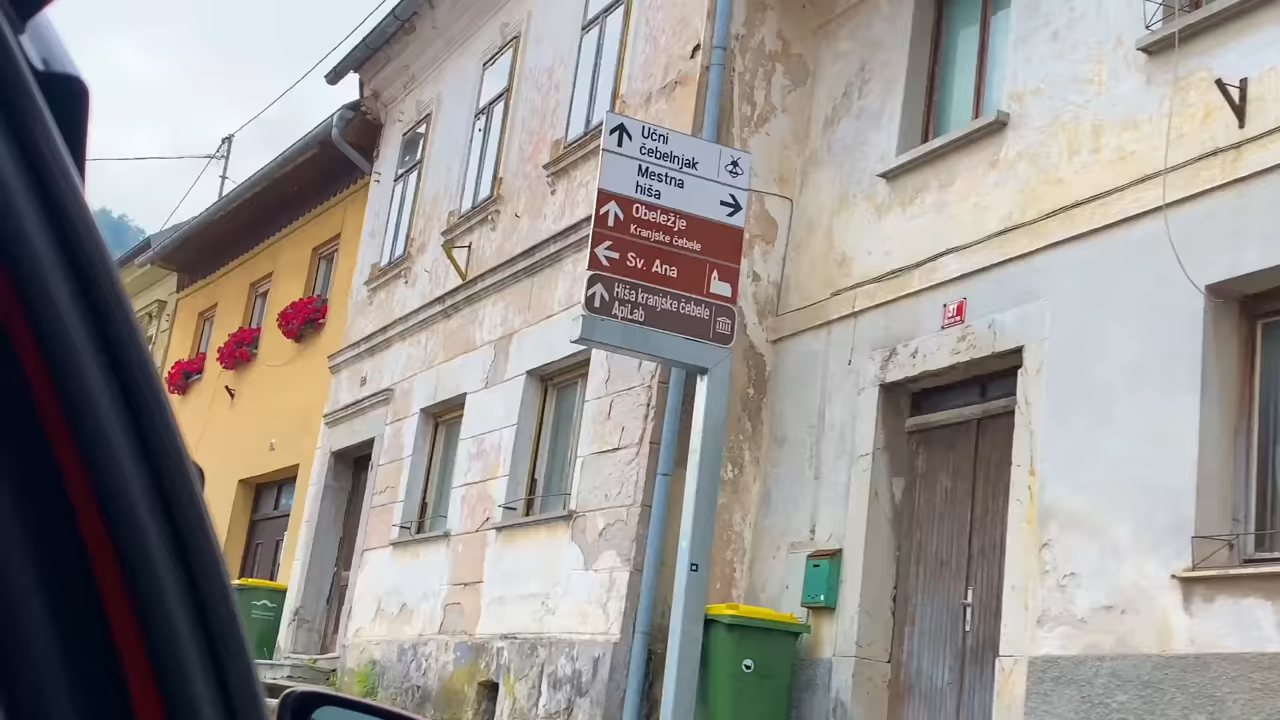 Učni
čebelnjak
Mestna
hiša
Obeležje
Kranjske čebele
Sv. Ana
Hiša kranjske čebele
ApiLab